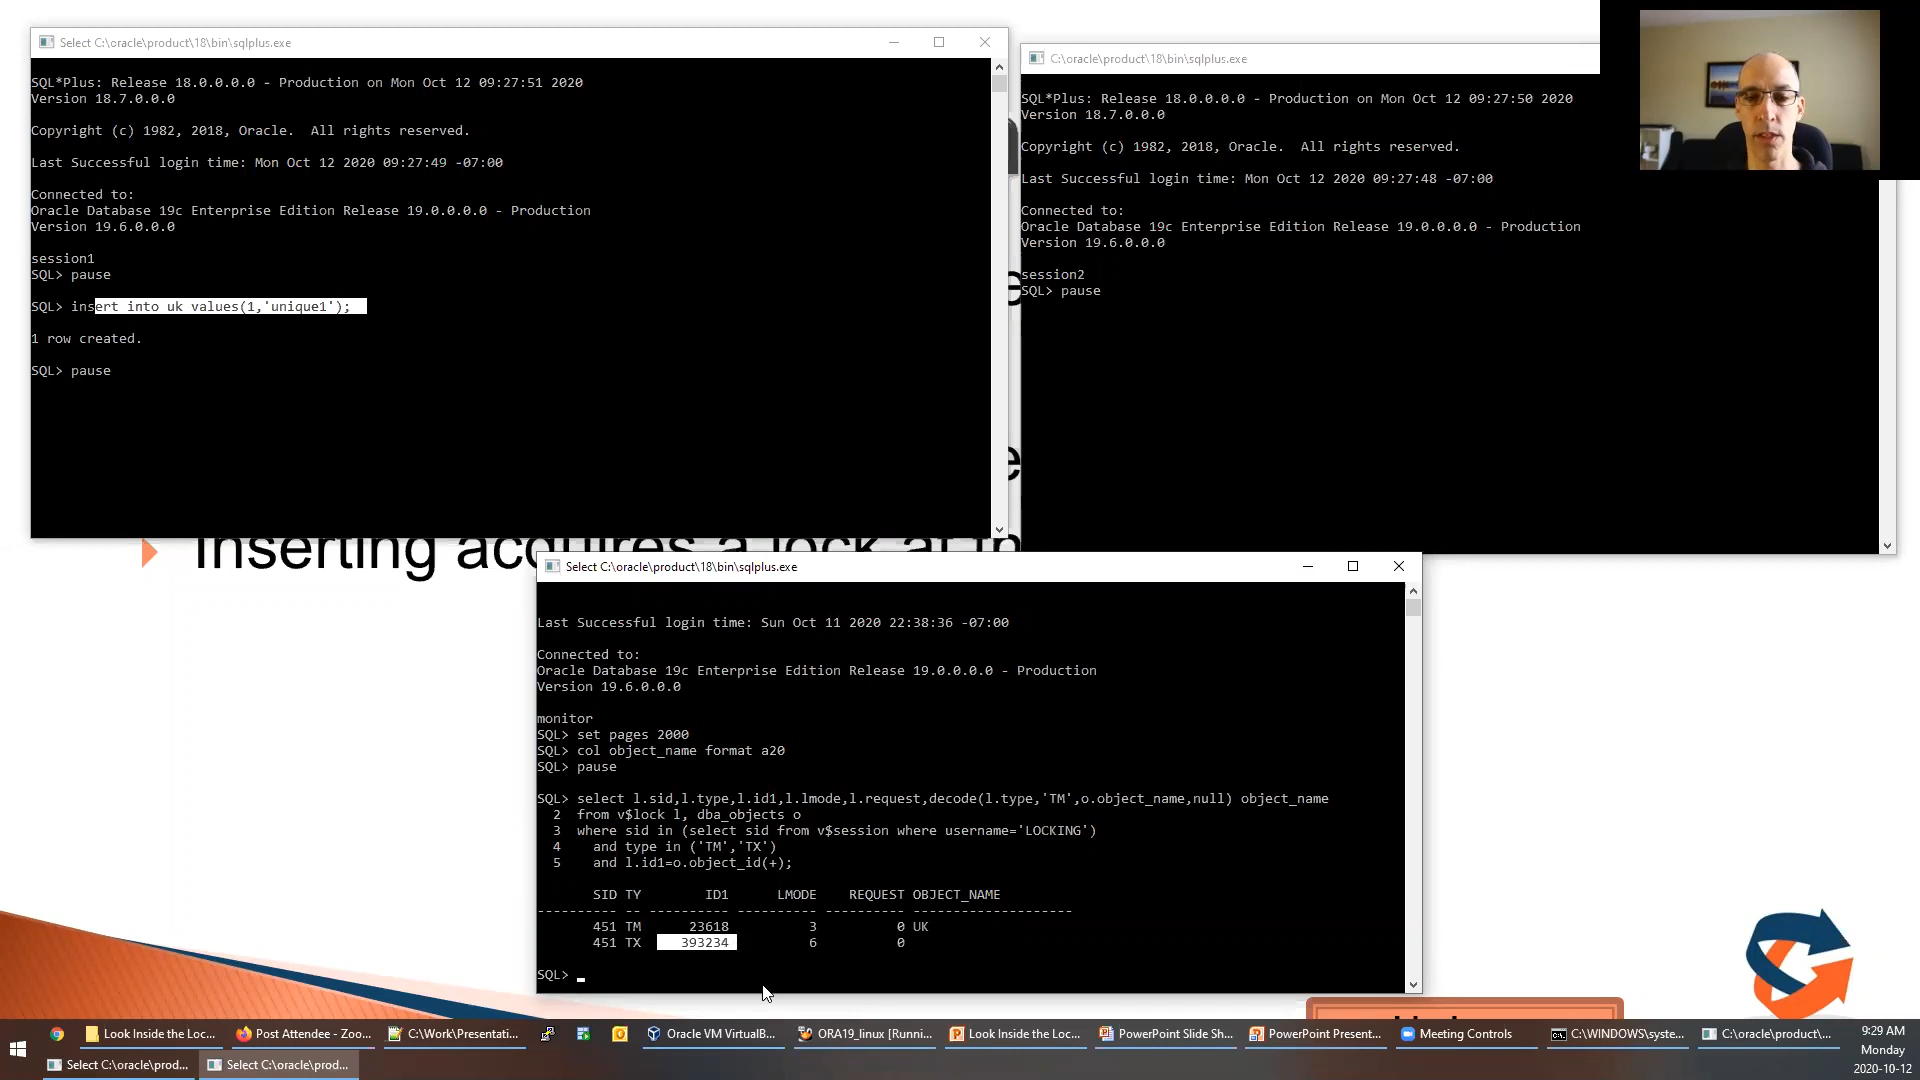 Select C:\oracle\product\18\bin\sqlplus.exe
SQL*Plus: Release 18.0.0.0.0 - Production on Mon Oct 12 09:27:51 2020
Version 18.7.0.0.0
Copyright (c) 1982, 2018, Oracle.  All rights reserved.
Last Successful login time: Mon Oct 12 2020 09:27:49 -07:00
Connected to:
Oracle Database 19c Enterprise Edition Release 19.0.0.0.0 - Production
Version 19.6.0.0.0
session1
SQL> pause
SQL> insert into uk values(1,'unique1');
1 row created.
SQL> pause
C:\oracle\product\18\bin\sqlplus.exe
SQL*Plus: Release 18.0.0.0.0 - Production on Mon Oct 12 09:27:50 2020
Version 18.7.0.0.0
Copyright (c) 1982, 2018, Oracle.  All rights reserved.
Last Successful login time: Mon Oct 12 2020 09:27:48 -07:00
Connected to:
Oracle Database 19c Enterprise Edition Release 19.0.0.0.0 - Production
Version 19.6.0.0.0
session2
SQL> pause
Inserting acquires a lock at th
Select C:\oracle\product\18\bin\sqlplus.exe
Last Successful login time: Sun Oct 11 2020 22:38:36 -07:00
Connected to:
Oracle Database 19c Enterprise Edition Release 19.0.0.0.0 - Production
Version 19.6.0.0.0
monitor
SQL> set pages 2000
SQL> col object_name format a20
SQL> pause
SQL> select l.sid,l.type,l.id1,l.lmode,l.request,decode(l.type,'TM',o.object_name,null) object_name
2  from v$lock l, dba_objects o
3  where sid in (select sid from v$session where username='LOCKING')
4    and type in ('TM','TX')
5    and l.id1=o.object_id(+);
SID TY        ID1      LMODE    REQUEST OBJECT_NAME
---------- -- ---------- ---------- ---------- --------------------
451 TM      23618          3          0 UK
451 TX     393234          6          0
SQL> _
Look Inside the Loc...
Post Attendee - Zoo...
C:\Work\Presentati...
Oracle VM VirtualB...
ORA19_linux [Runni...
Look Inside the Loc...
PowerPoint Slide Sh...
PowerPoint Present...
Meeting Controls
C:\WINDOWS\syste...
C:\oracle\product\...
9:29 AM
Monday
2020-10-12
Select C:\oracle\prod...
Select C:\oracle\prod...